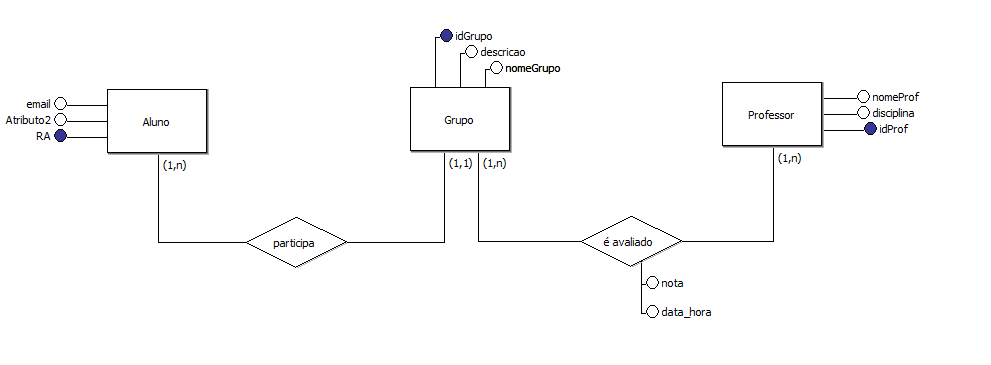 idGrupo
descricao
nomeGrupo
email
Atributo2
RA
Aluno
Grupo
Professor
nomeProf
disciplina
idProf
(1,n)
(1,1)
(1,n)
(1,n)
participa
é avaliado
nota
data_hora